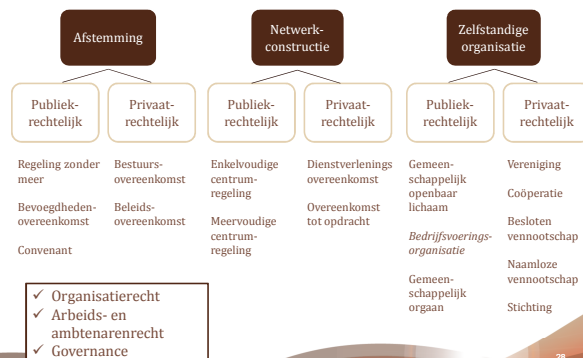 Afstemming
Netwerk-
constructie
Zelfstandige
organisatie
Publiek-
rechtelijk
Privaat-
rechtelijk
Publiek-
rechtelijk
Privaat-
rechtelijk
Publiek-
rechtelijk
Privaat-
rechtelijk
Regeling zonder
meer
Bevoegdheden-
overeenkomst
Convenant
Bestuurs-
overeenkomst
Beleids-
overeenkomst
Enkelvoudige
centrum-
regeling
Meervoudige
centrum-
regeling
Dienstverlenings
overeenkomst
Overeenkomst
tot opdracht
Gemeen-
schappelijk
openbaar
lichaam
Bedrijfsvoerings-
organisatie
Gemeen-
schappelijk
orgaan
Vereniging
Coöperatie
Besloten
vennootschap
Naamloze
vennootschap
Stichting
✓ Organisatierecht
✓ Arbeids- en
ambtenarenrecht
✓ Governance
28